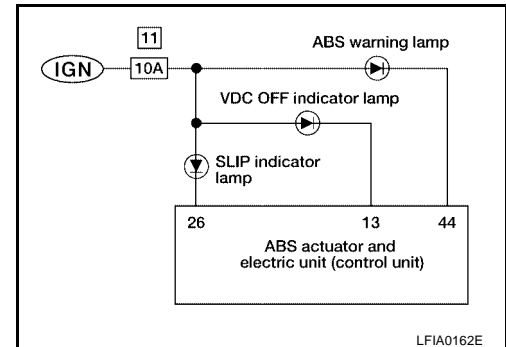 11
ABS warning lamp
IGN
10A
VDC OFF indicator lamp
SLIP indicator
lamp
26
13
44
ABS actuator and
electric unit (control unit)
LFIA0162E